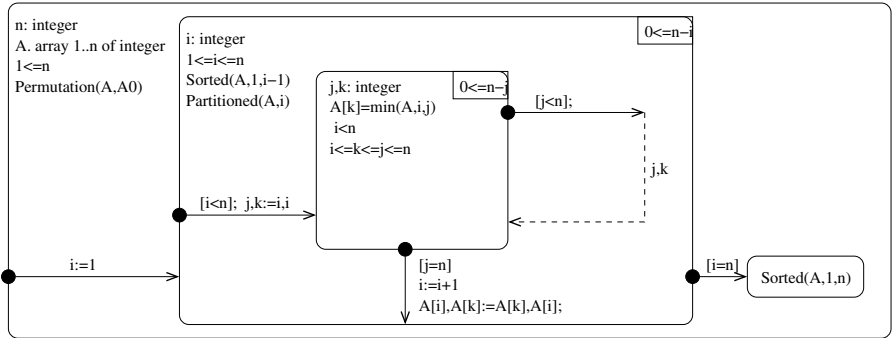 n: integer
A. array 1..n of integer
1<=n
Permutation(A,A0)
i: integer
1<=i<=n
Sorted(A,1,i−1)
Partitioned(A,i)
0<=n−i
j,k: integer
A[k]=min(A,i,j)
i<n
i<=k<=j<=n
0<=n−j
[j<n];
j,k
[i<n]; j,k:=i,i
i:=1
[j=n]
i:=i+1
A[i],A[k]:=A[k],A[i];
[i=n]
Sorted(A,1,n)